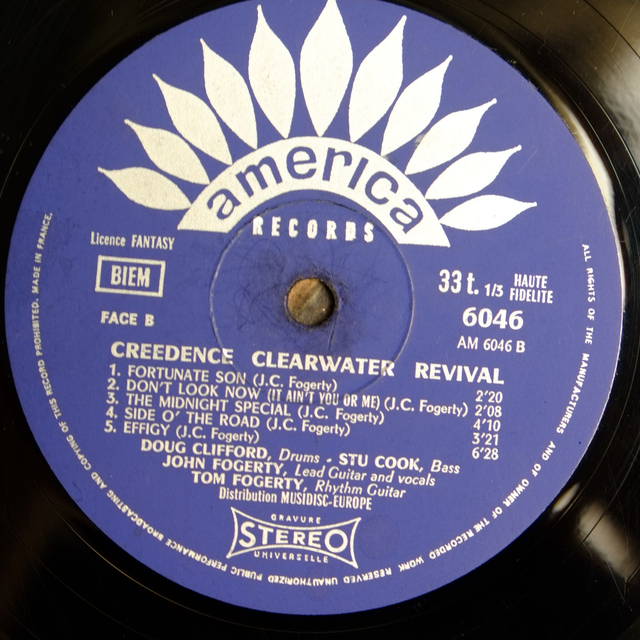 america
RECORDS
Licence FANTASY
BIEM
FACE B
33 t. 1/3 HAUTE FIDELITE
6046
AM 6046 B
CREEDENCE CLEARWATER REVIVAL
1. FORTUNATE SON (J.C. Fogerty) 2'20
2. DON'T LOOK NOW (IT AIN'T YOU OR ME) (J.C. Fogerty) 2'08
3. THE MIDNIGHT SPECIAL (J.C. Fogerty) 4'10
4. SIDE O' THE ROAD (J.C. Fogerty) 3'21
5. EFFIGY (J.C. Fogerty) 6'28
DOUG CLIFFORD, Drums - STU COOK, Bass
JOHN FOGERTY, Lead Guitar and vocals
TOM FOGERTY, Rhythm Guitar
Distribution MUSIDISC-EUROPE
GRAVURE
STEREO
UNIVERSELLE
ALL RIGHTS OF THE MANUFACTURERS AND OF OWNER OF THE RECORDED WORK RESERVED UNAUTHORIZED PUBLIC PERFORMANCE BROADCASTING AND COPYING OF THE RECORD PROHIBITED. MADE IN FRANCE.